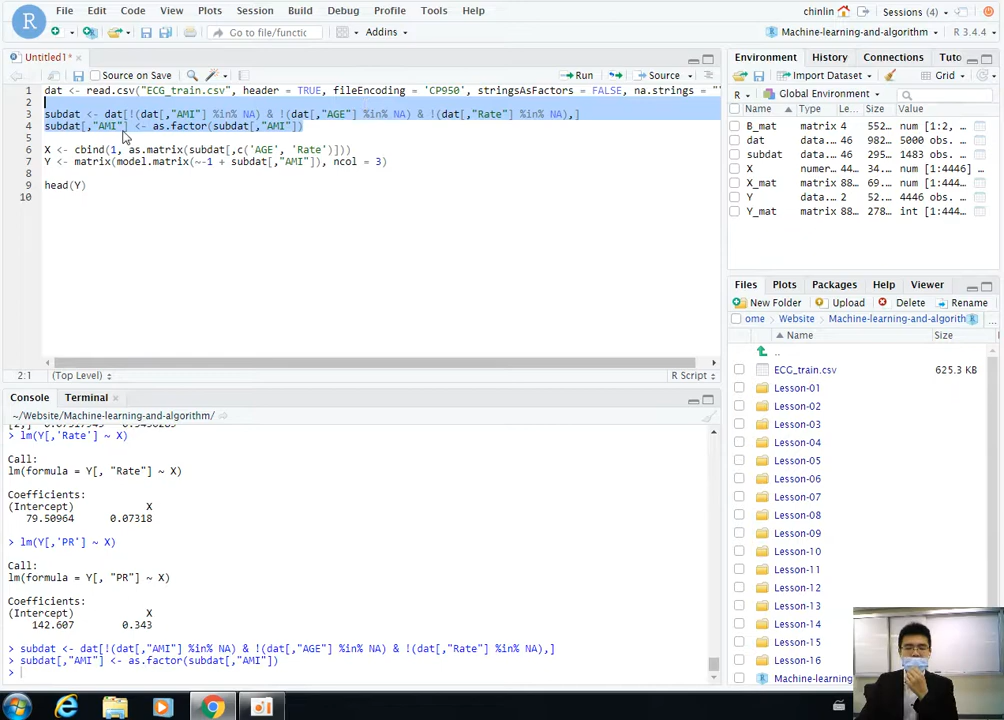 File Edit Code View Plots Session Build Debug Profile Tools Help
chinlin Sessions (4)
Go to file/functic Addins
Machine-learning-and-algorithm R 3.4.4
Untitled1*
Source on Save Run Source
1 dat <- read.csv("ECG_train.csv", header = TRUE, fileEncoding = 'CP950', stringsAsFactors = FALSE, na.strings = "
2
3 subdat <- dat[!(dat[,"AMI"] %in% NA) & !(dat[,"AGE"] %in% NA) & !(dat[,"Rate"] %in% NA),]
4 subdat[,"AMI"] <- as.factor(subdat[,"AMI"])
5
6 X <- cbind(1, as.matrix(subdat[,c('AGE', 'Rate')]))
7 Y <- matrix(model.matrix(~-1 + subdat[,"AMI"]), ncol = 3)
8
9 head(Y)
10
2:1 (Top Level) R Script
Console Terminal
~/Website/Machine-learning-and-algorithm/
> lm(Y[,'Rate'] ~ X)
Call:
lm(formula = Y[, "Rate"] ~ X)
Coefficients:
(Intercept) X
79.50964 0.07318
> lm(Y[,'PR'] ~ X)
Call:
lm(formula = Y[, "PR"] ~ X)
Coefficients:
(Intercept) X
142.607 0.343
> subdat <- dat[!(dat[,"AMI"] %in% NA) & !(dat[,"AGE"] %in% NA) & !(dat[,"Rate"] %in% NA),]
> subdat[,"AMI"] <- as.factor(subdat[,"AMI"])
>
Environment History Connections Tuto
Import Dataset Grid
R Global Environment
Name Type Le… Size Value
B_mat matrix 4 552… num [1:2, …
dat data.… 46 982… 5000 obs. …
subdat data.… 46 295… 1483 obs. …
X numer… 44… 34.… num [1:4446] …
X_mat matrix 88… 69.… num [1:444…
Y data.… 2 52.… 4446 obs. …
Y_mat matrix 88… 278… int [1:444…
Files Plots Packages Help Viewer
New Folder Upload Delete Rename
ome Website Machine-learning-and-algorith …
Name Size
..
ECG_train.csv 625.3 KB
Lesson-01
Lesson-02
Lesson-03
Lesson-04
Lesson-05
Lesson-06
Lesson-07
Lesson-08
Lesson-09
Lesson-10
Lesson-11
Lesson-12
Lesson-13
Lesson-14
Lesson-15
Lesson-16
Machine-learning